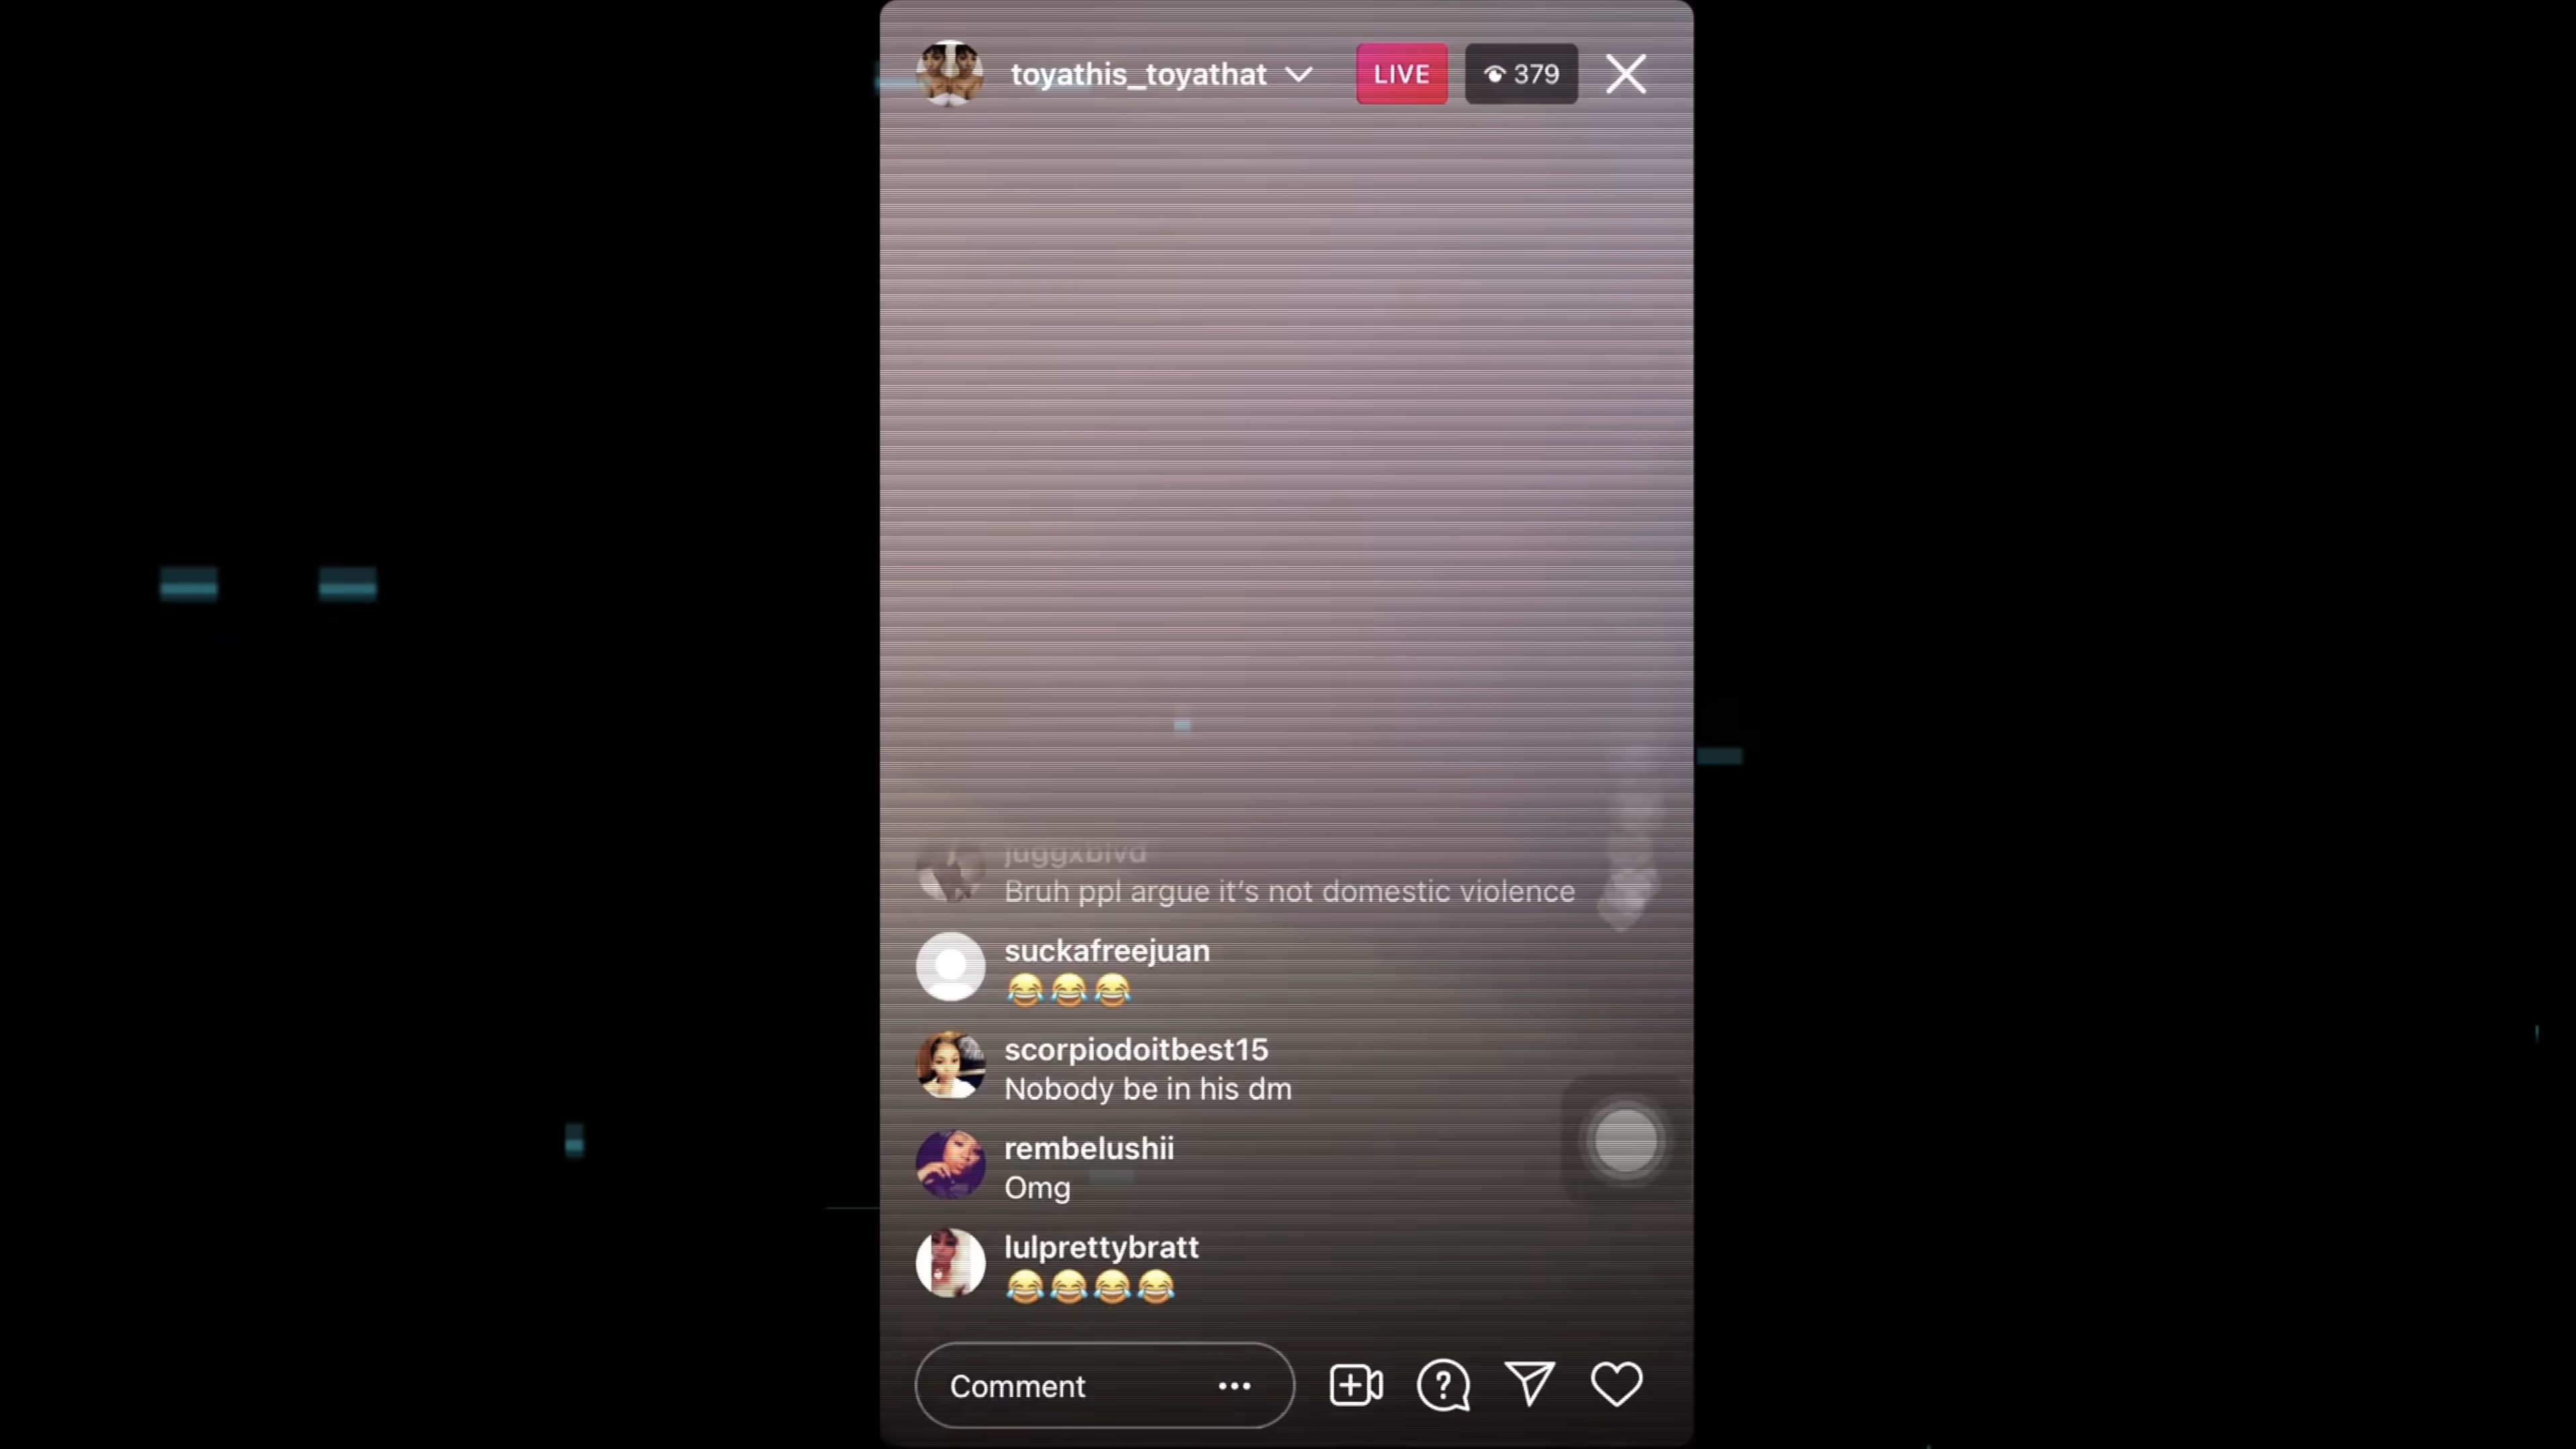 toyathis_toyathat
LIVE
379
juggxblvd
Bruh ppl argue it’s not domestic violence
suckafreejuan
😂😂😂
scorpiodoitbest15
Nobody be in his dm
rembelushii
Omg
lulprettybratt
😂😂😂😂
Comment